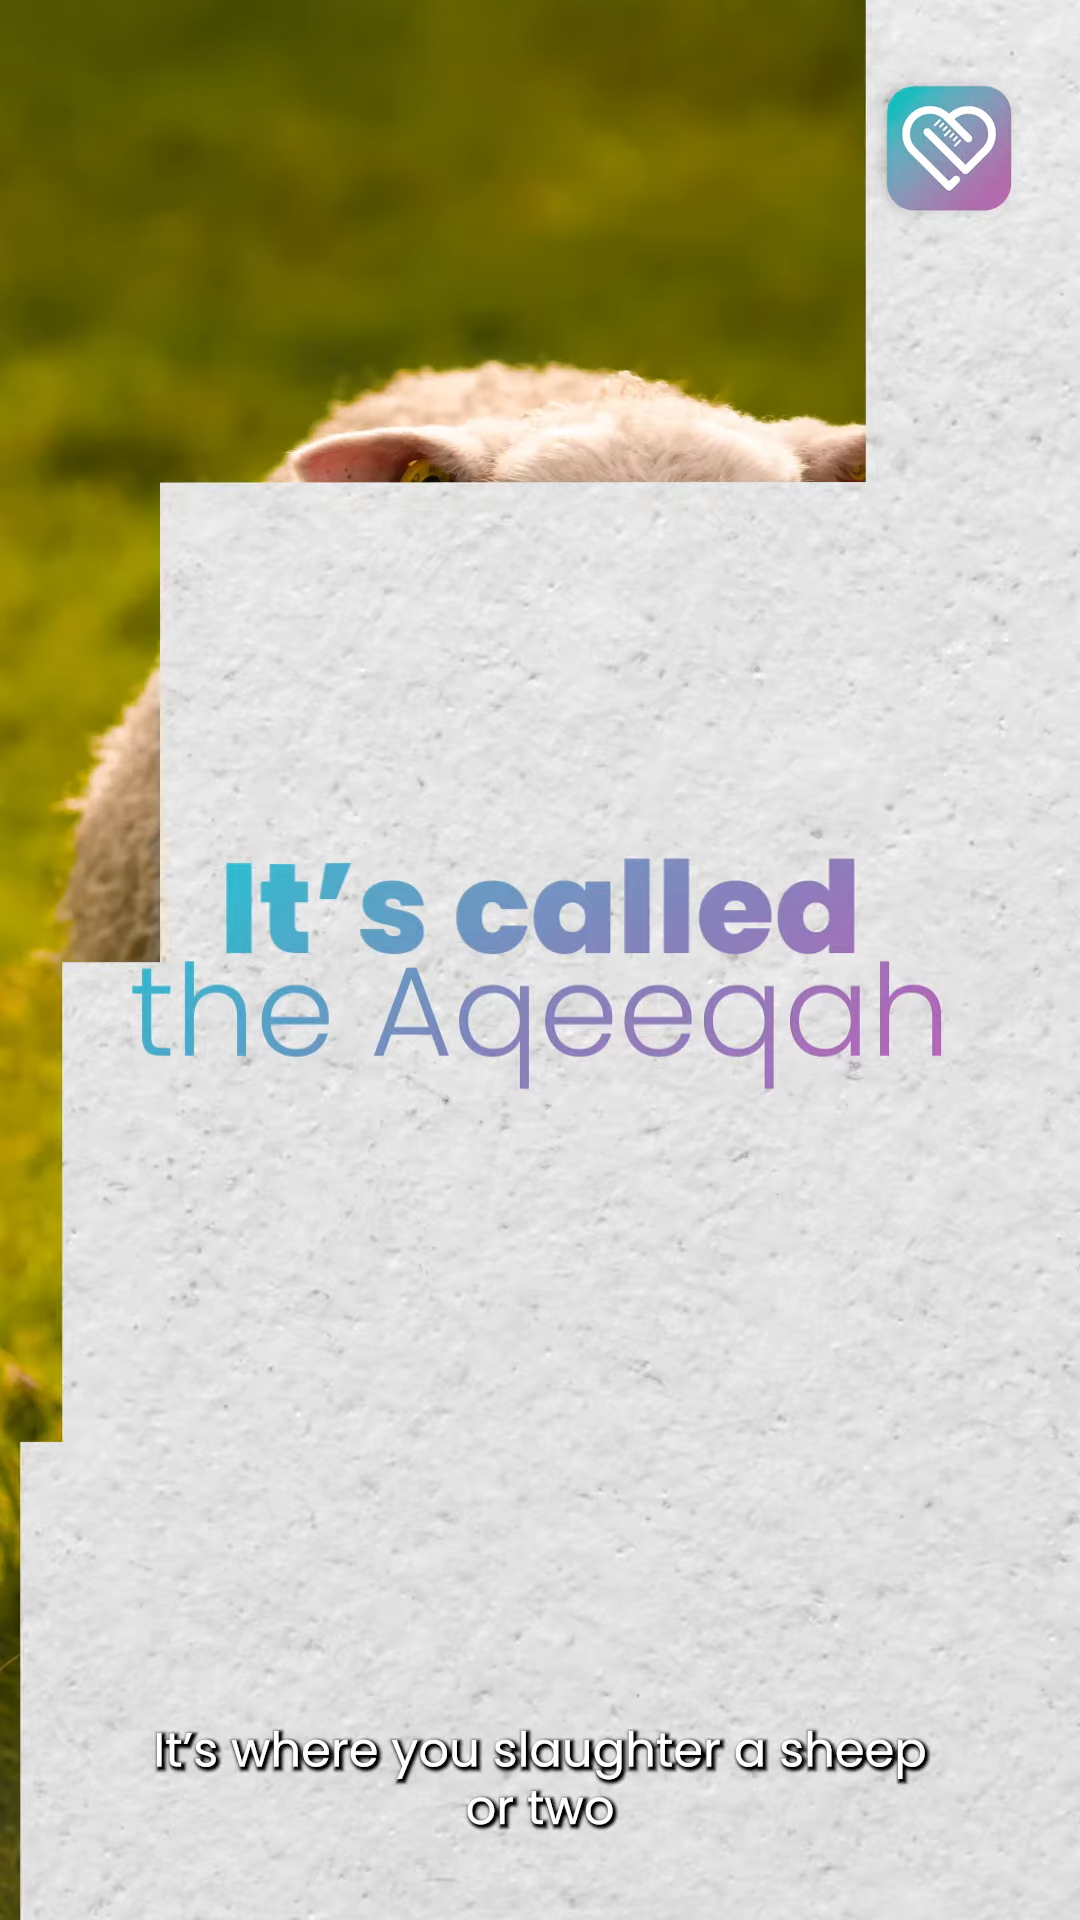 It’s called
the Aqeeqah
It’s where you slaughter a sheep
or two